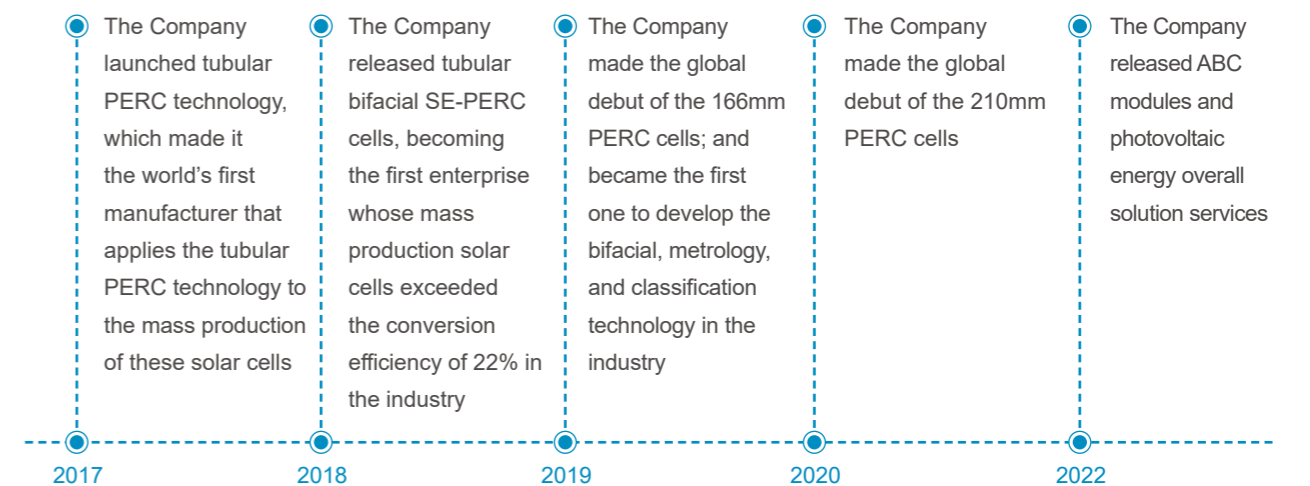 The Company
launched tubular
PERC technology,
which made it
the world’s first
manufacturer that
applies the tubular
PERC technology to
the mass production
of these solar cells
The Company
released tubular
bifacial SE-PERC
cells, becoming
the first enterprise
whose mass
production solar
cells exceeded
the conversion
efficiency of 22% in
the industry
The Company
made the global
debut of the 166mm
PERC cells; and
became the first
one to develop the
bifacial, metrology,
and classification
technology in the
industry
The Company
made the global
debut of the 210mm
PERC cells
The Company
released ABC
modules and
photovoltaic
energy overall
solution services
2017
2018
2019
2020
2022